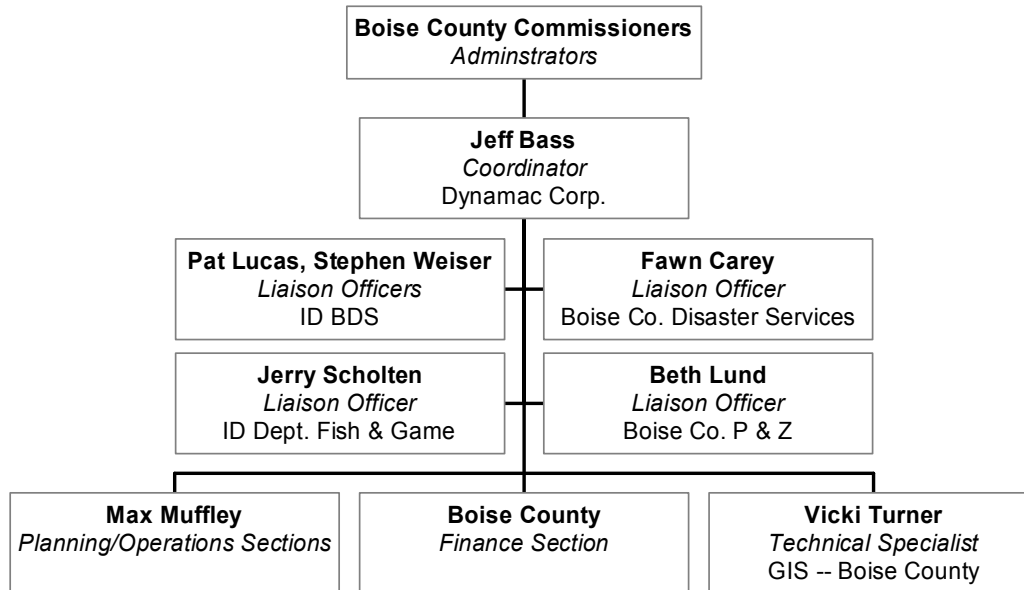 Boise County Commissioners
Adminstrators
Jeff Bass
Coordinator
Dynamac Corp.
Pat Lucas, Stephen Weiser
Liaison Officers
ID BDS
Fawn Carey
Liaison Officer
Boise Co. Disaster Services
Jerry Scholten
Liaison Officer
ID Dept. Fish & Game
Beth Lund
Liaison Officer
Boise Co. P & Z
Max Muffley
Planning/Operations Sections
Boise County
Finance Section
Vicki Turner
Technical Specialist
GIS -- Boise County